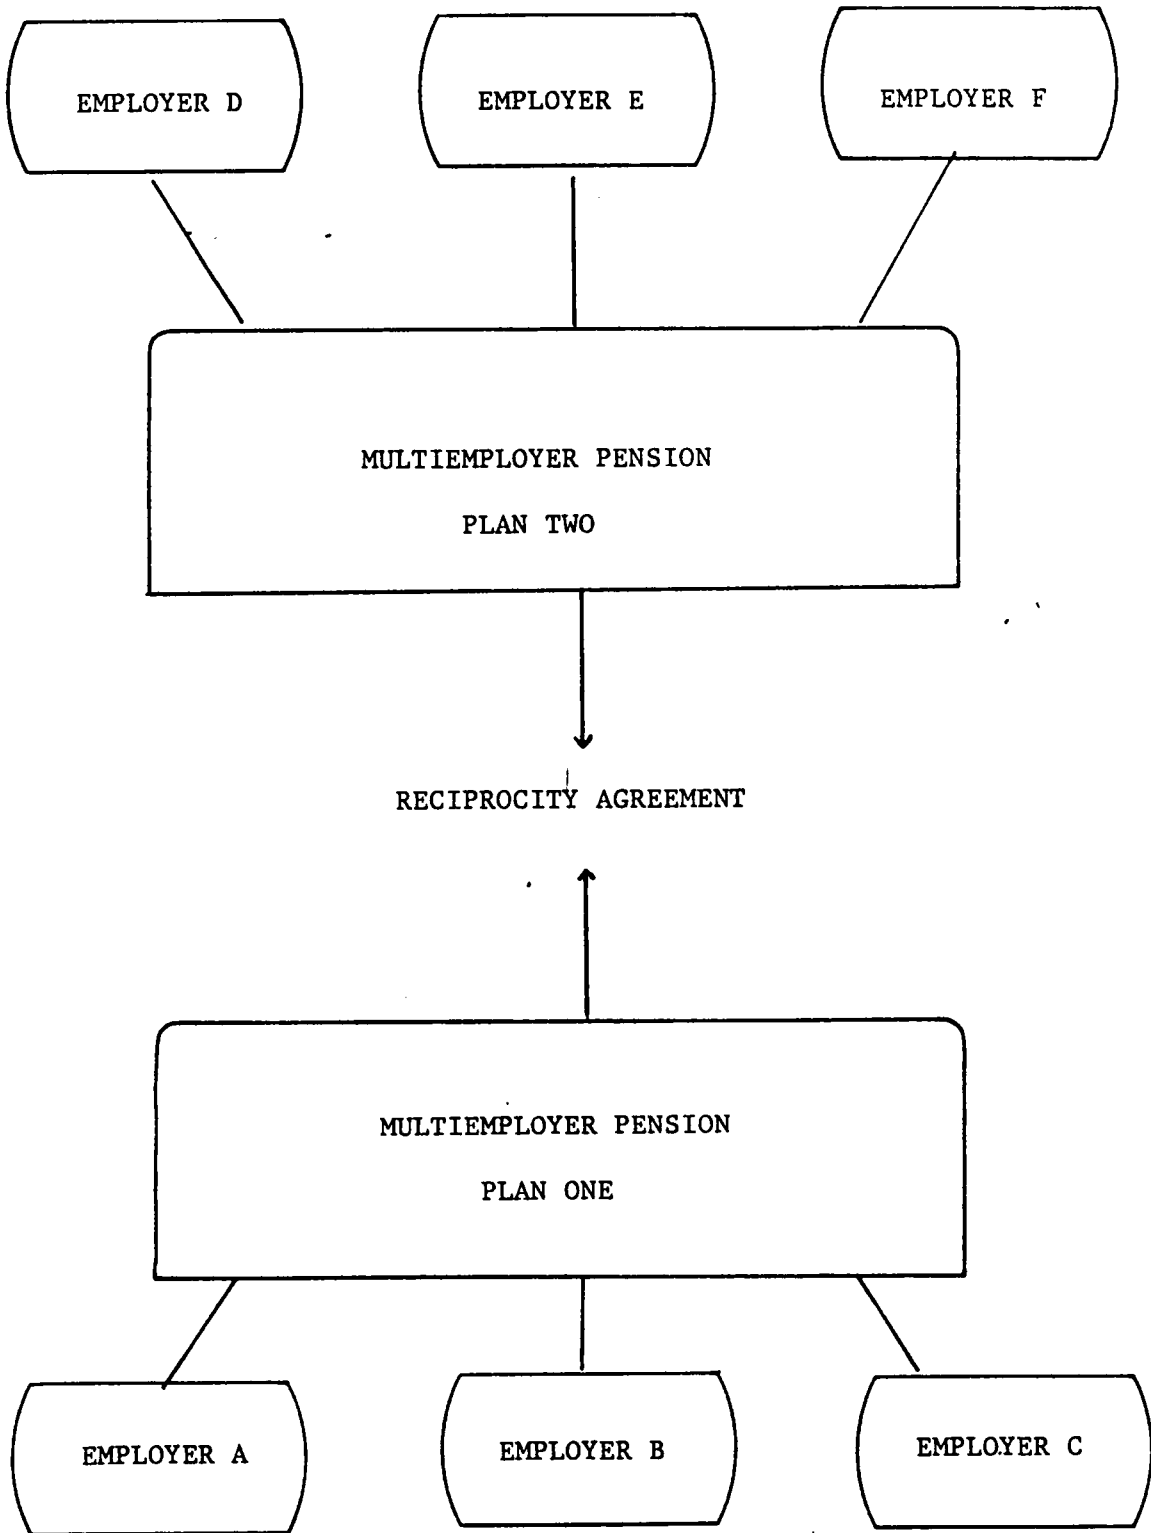 EMPLOYER D
EMPLOYER E
EMPLOYER F
MULTIEMPLOYER PENSION
PLAN TWO
RECIPROCITY AGREEMENT
MULTIEMPLOYER PENSION
PLAN ONE
EMPLOYER A
EMPLOYER B
EMPLOYER C